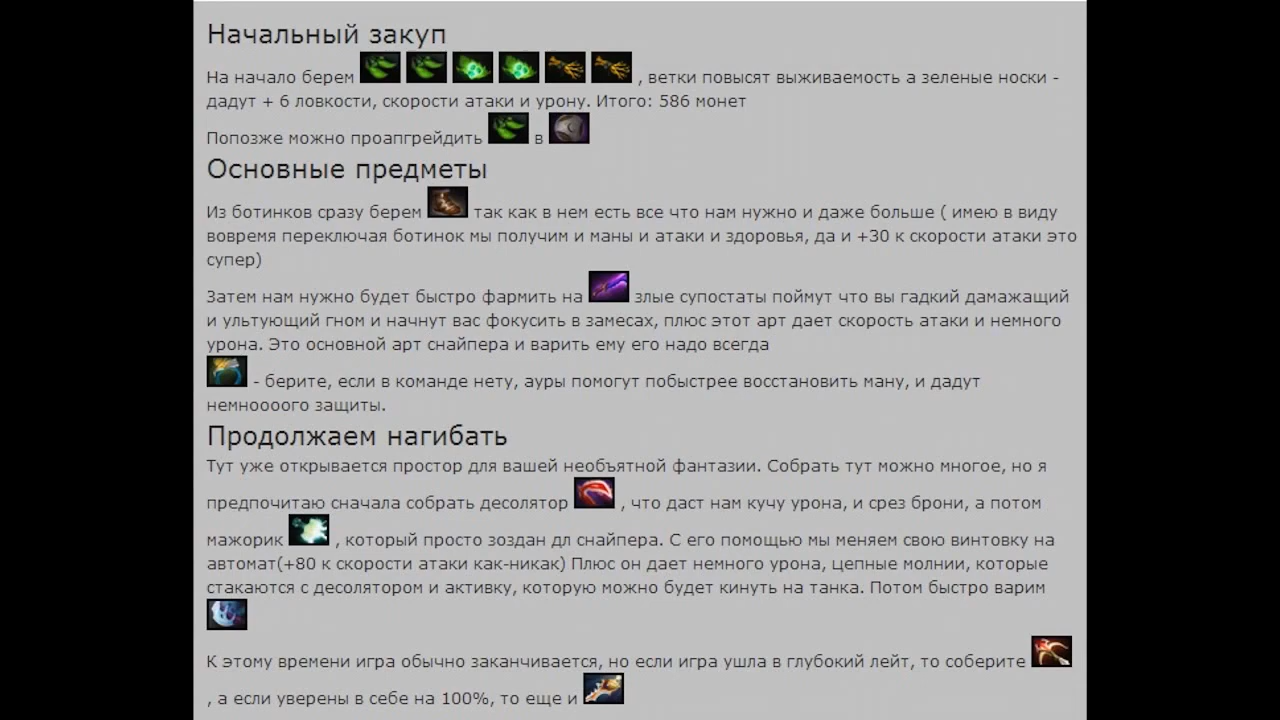 Начальный закуп
На начало берем , ветки повысят выживаемость а зеленые носки -
дадут + 6 ловкости, скорости атаки и урону. Итого: 586 монет
Попозже можно проапгрейдить в
Основные предметы
Из ботинков сразу берем так как в нем есть все что нам нужно и даже больше ( имею в виду
вовремя переключая ботинок мы получим и маны и атаки и здоровья, да и +30 к скорости атаки это
супер)
Затем нам нужно будет быстро фармить на злые супостаты поймут что вы гадкий дамажащий
и ультующий гном и начнут вас фокусить в замесах, плюс этот арт дает скорость атаки и немного
урона. Это основной арт снайпера и варить ему его надо всегда
- берите, если в команде нету, ауры помогут побыстрее восстановить ману, и дадут
немноооого защиты.
Продолжаем нагибать
Тут уже открывается простор для вашей необъятной фантазии. Собрать тут можно многое, но я
предпочитаю сначала собрать десолятор , что даст нам кучу урона, и срез брони, а потом
мажорик , который просто зоздан дл снайпера. С его помощью мы меняем свою винтовку на
автомат(+80 к скорости атаки как-никак) Плюс он дает немного урона, цепные молнии, которые
стакаются с десолятором и активку, которую можно будет кинуть на танка. Потом быстро варим
К этому времени игра обычно заканчивается, но если игра ушла в глубокий лейт, то соберите
, а если уверены в себе на 100%, то еще и